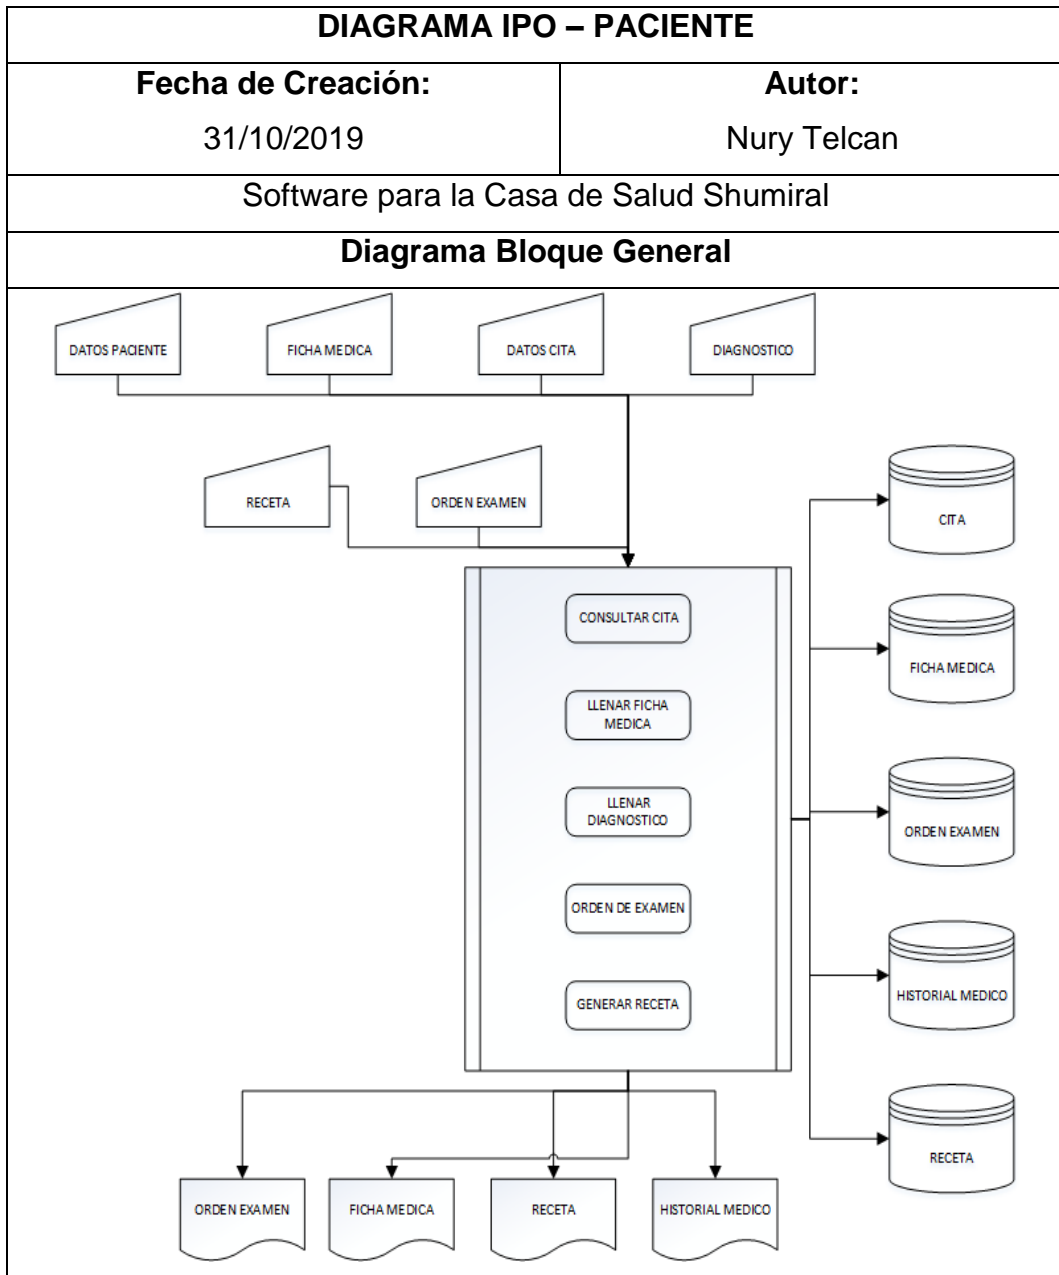 DIAGRAMA IPO – PACIENTE
Fecha de Creación:
31/10/2019
Autor:
Nury Telcan
Software para la Casa de Salud Shumiral
Diagrama Bloque General
DATOS PACIENTE
FICHA MEDICA
DATOS CITA
DIAGNOSTICO
RECETA
ORDEN EXAMEN
CONSULTAR CITA
LLENAR FICHA
MEDICA
LLENAR
DIAGNOSTICO
ORDEN DE EXAMEN
GENERAR RECETA
CITA
FICHA MEDICA
ORDEN EXAMEN
HISTORIAL MEDICO
RECETA
ORDEN EXAMEN
FICHA MEDICA
RECETA
HISTORIAL MEDICO